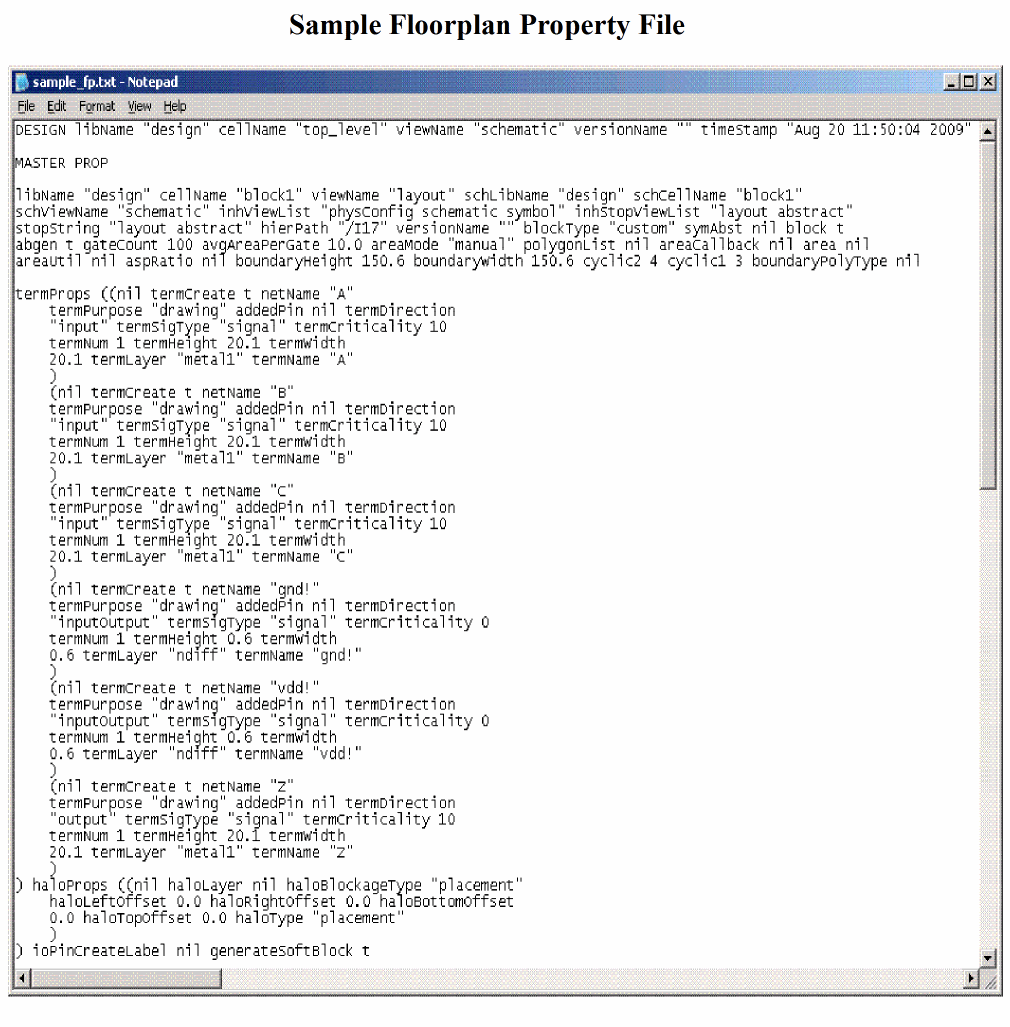 Sample Floorplan Property File
sample_fp.txt - Notepad
File Edit Format View Help
DESIGN libName "design" cellName "top_level" viewName "schematic" versionName "" timeStamp "Aug 20 11:50:04 2009"
MASTER PROP
libName "design" cellName "block1" viewName "layout" schLibName "design" schCellName "block1"
schViewName "schematic" inhViewList "physConfig schematic symbol" inhStopViewList "layout abstract"
stopString "layout abstract" hierPath "/I17" versionName "" blockType "custom" symAbst nil block t
abgen t gateCount 100 avgAreaPerGate 10.0 areaMode "manual" polygonList nil areaCallback nil area nil
areaUtil nil aspRatio nil boundaryHeight 150.6 boundaryWidth 150.6 cyclic2 4 cyclic1 3 boundaryPolyType nil
termProps ((nil termCreate t netName "A"
termPurpose "drawing" addedPin nil termDirection
"input" termSigType "signal" termCriticality 10
termNum 1 termHeight 20.1 termWidth
20.1 termLayer "metal1" termName "A"
)
(nil termCreate t netName "B"
termPurpose "drawing" addedPin nil termDirection
"input" termSigType "signal" termCriticality 10
termNum 1 termHeight 20.1 termWidth
20.1 termLayer "metal1" termName "B"
)
(nil termCreate t netName "C"
termPurpose "drawing" addedPin nil termDirection
"input" termSigType "signal" termCriticality 10
termNum 1 termHeight 20.1 termWidth
20.1 termLayer "metal1" termName "C"
)
(nil termCreate t netName "gnd!"
termPurpose "drawing" addedPin nil termDirection
"inputOutput" termSigType "signal" termCriticality 0
termNum 1 termHeight 0.6 termWidth
0.6 termLayer "ndiff" termName "gnd!"
)
(nil termCreate t netName "vdd!"
termPurpose "drawing" addedPin nil termDirection
"inputOutput" termSigType "signal" termCriticality 0
termNum 1 termHeight 0.6 termWidth
0.6 termLayer "ndiff" termName "vdd!"
)
(nil termCreate t netName "Z"
termPurpose "drawing" addedPin nil termDirection
"output" termSigType "signal" termCriticality 10
termNum 1 termHeight 20.1 termWidth
20.1 termLayer "metal1" termName "Z"
)
) haloProps ((nil haloLayer nil haloBlockageType "placement"
haloLeftOffset 0.0 haloRightOffset 0.0 haloBottomOffset
0.0 haloTopOffset 0.0 haloType "placement"
)
) ioPinCreateLabel nil generateSoftBlock t